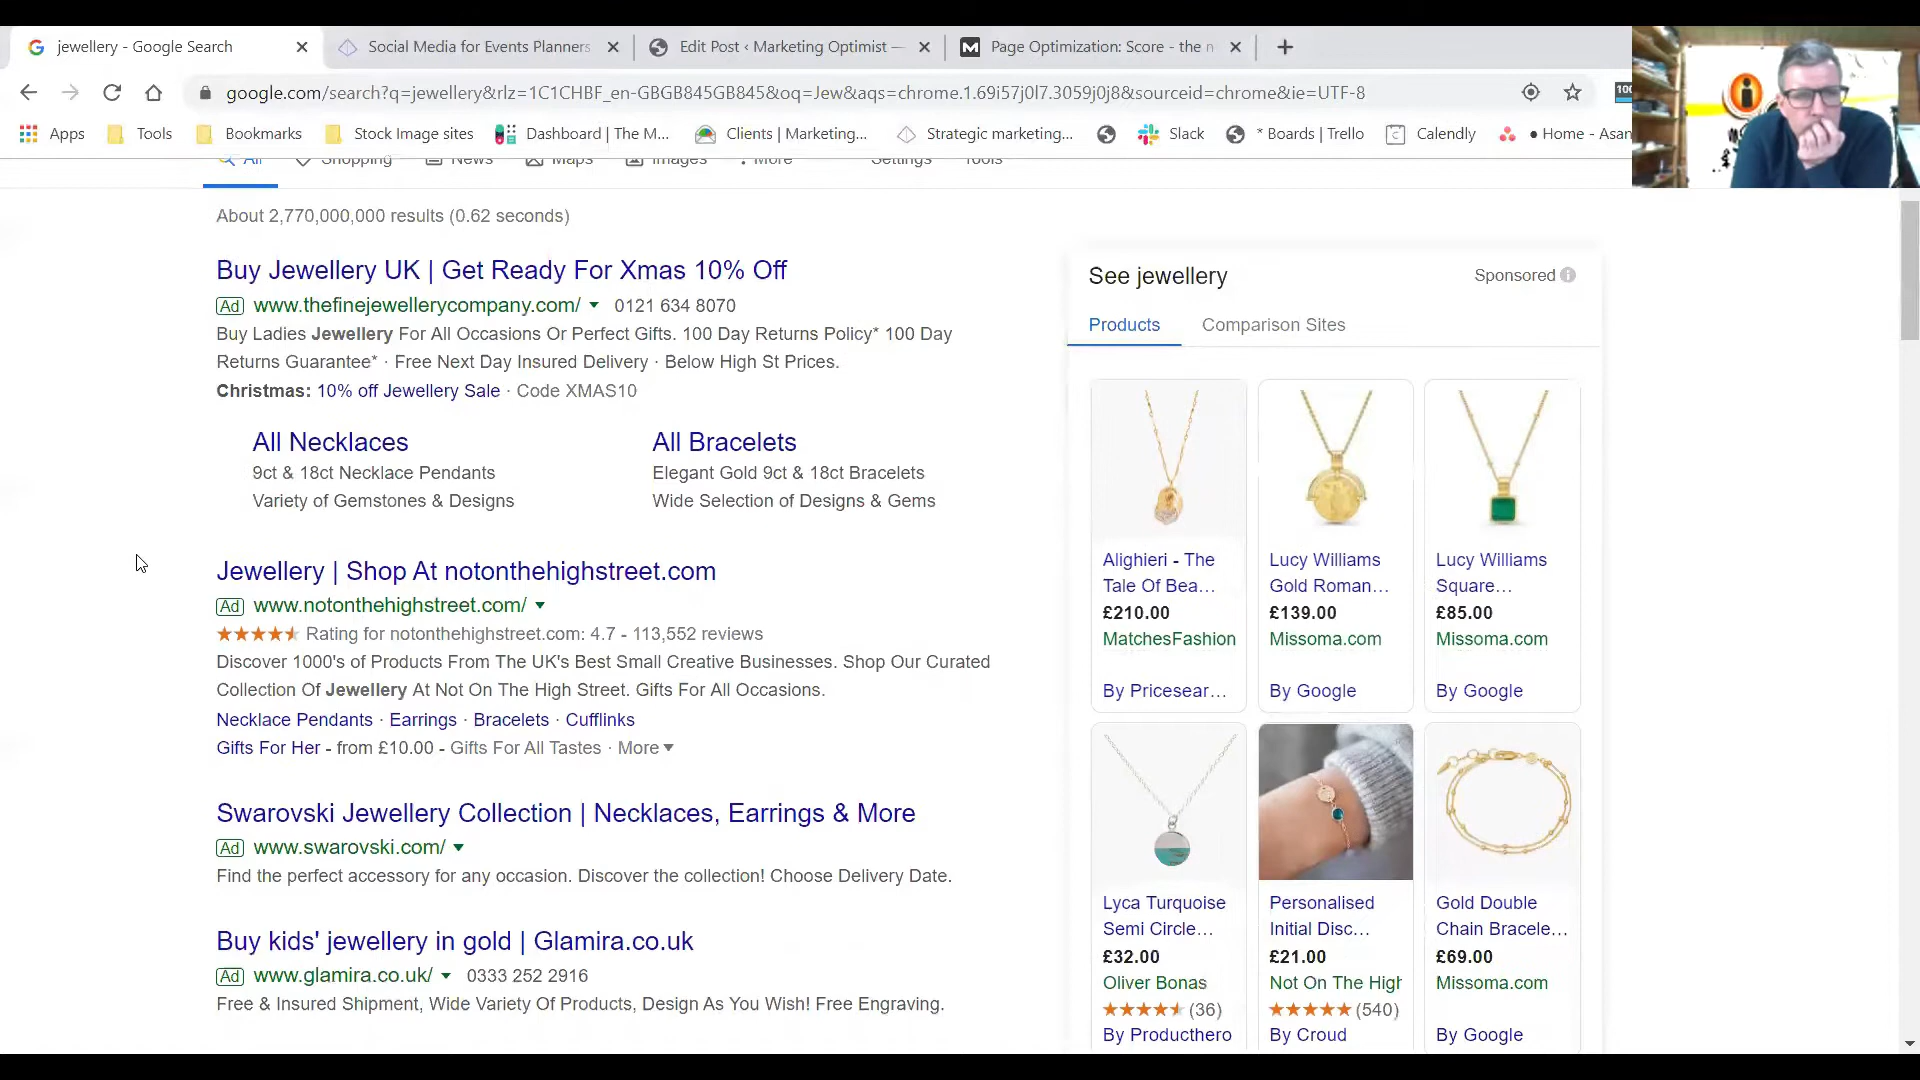 jewellery - Google Search
Social Media for Events Planners
Edit Post ‹ Marketing Optimist —
Page Optimization: Score - the n
google.com/search?q=jewellery&rlz=1C1CHBF_en-GBGB845GB845&oq=Jew&aqs=chrome.1.69i57j0l7.3059j0j8&sourceid=chrome&ie=UTF-8
100
Apps
Tools
Bookmarks
Stock Image sites
Dashboard | The M...
Clients | Marketing...
Strategic marketing...
Slack
* Boards | Trello
Calendly
● Home - Asan
All
Shopping
News
Maps
Images
More
Settings
Tools
About 2,770,000,000 results (0.62 seconds)
Buy Jewellery UK | Get Ready For Xmas 10% Off
Ad www.thefinejewellerycompany.com/ 0121 634 8070
Buy Ladies Jewellery For All Occasions Or Perfect Gifts. 100 Day Returns Policy* 100 Day
Returns Guarantee* · Free Next Day Insured Delivery · Below High St Prices.
Christmas: 10% off Jewellery Sale · Code XMAS10
All Necklaces
9ct & 18ct Necklace Pendants
Variety of Gemstones & Designs
All Bracelets
Elegant Gold 9ct & 18ct Bracelets
Wide Selection of Designs & Gems
Jewellery | Shop At notonthehighstreet.com
Ad www.notonthehighstreet.com/
Rating for notonthehighstreet.com: 4.7 - 113,552 reviews
Discover 1000's of Products From The UK's Best Small Creative Businesses. Shop Our Curated
Collection Of Jewellery At Not On The High Street. Gifts For All Occasions.
Necklace Pendants · Earrings · Bracelets · Cufflinks
Gifts For Her - from £10.00 - Gifts For All Tastes · More
Swarovski Jewellery Collection | Necklaces, Earrings & More
Ad www.swarovski.com/
Find the perfect accessory for any occasion. Discover the collection! Choose Delivery Date.
Buy kids' jewellery in gold | Glamira.co.uk
Ad www.glamira.co.uk/ 0333 252 2916
Free & Insured Shipment, Wide Variety Of Products, Design As You Wish! Free Engraving.
See jewellery
Sponsored
Products
Comparison Sites
Alighieri - The
Tale Of Bea...
£210.00
MatchesFashion
By Pricesear...
Lucy Williams
Gold Roman...
£139.00
Missoma.com
By Google
Lucy Williams
Square...
£85.00
Missoma.com
By Google
Lyca Turquoise
Semi Circle...
£32.00
Oliver Bonas
(36)
By Producthero
Personalised
Initial Disc...
£21.00
Not On The High
(540)
By Croud
Gold Double
Chain Bracele...
£69.00
Missoma.com
By Google